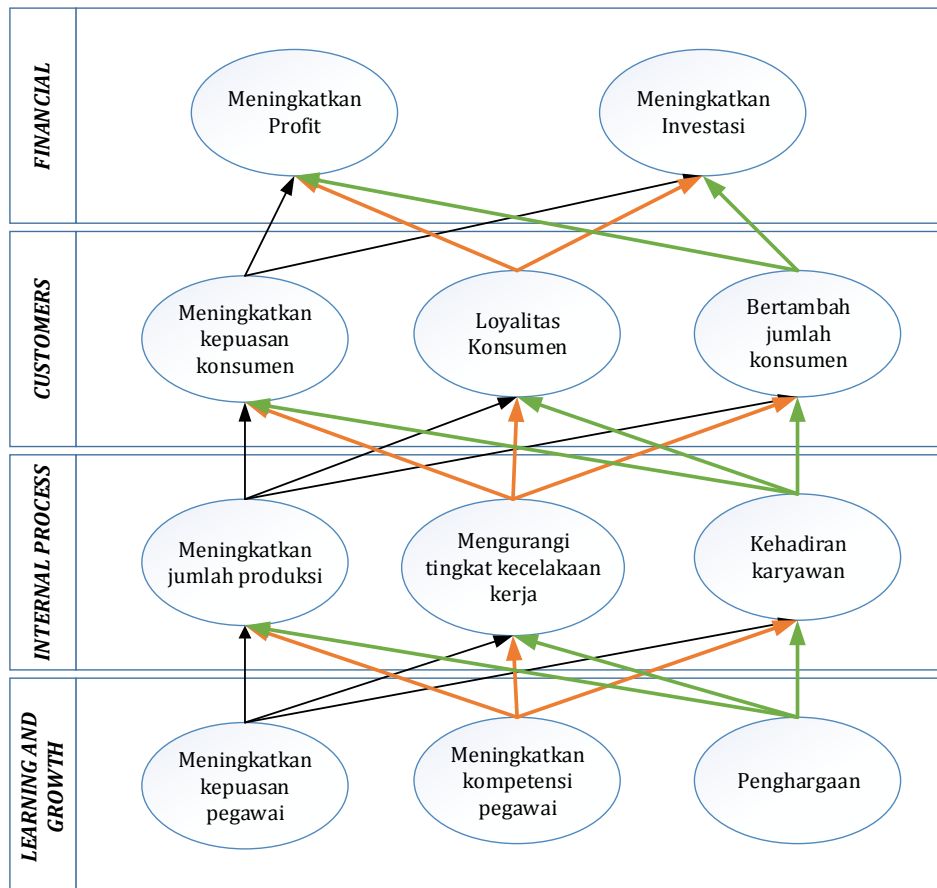 FINANCIAL
Meningkatkan
Profit
Meningkatkan
Investasi
CUSTOMERS
Meningkatkan
kepuasan
konsumen
Loyalitas
Konsumen
Bertambah
jumlah
konsumen
INTERNAL PROCESS
Meningkatkan
jumlah produksi
Mengurangi
tingkat kecelakaan
kerja
Kehadiran
karyawan
LEARNING AND
GROWTH
Meningkatkan
kepuasan
pegawai
Meningkatkan
kompetensi
pegawai
Penghargaan